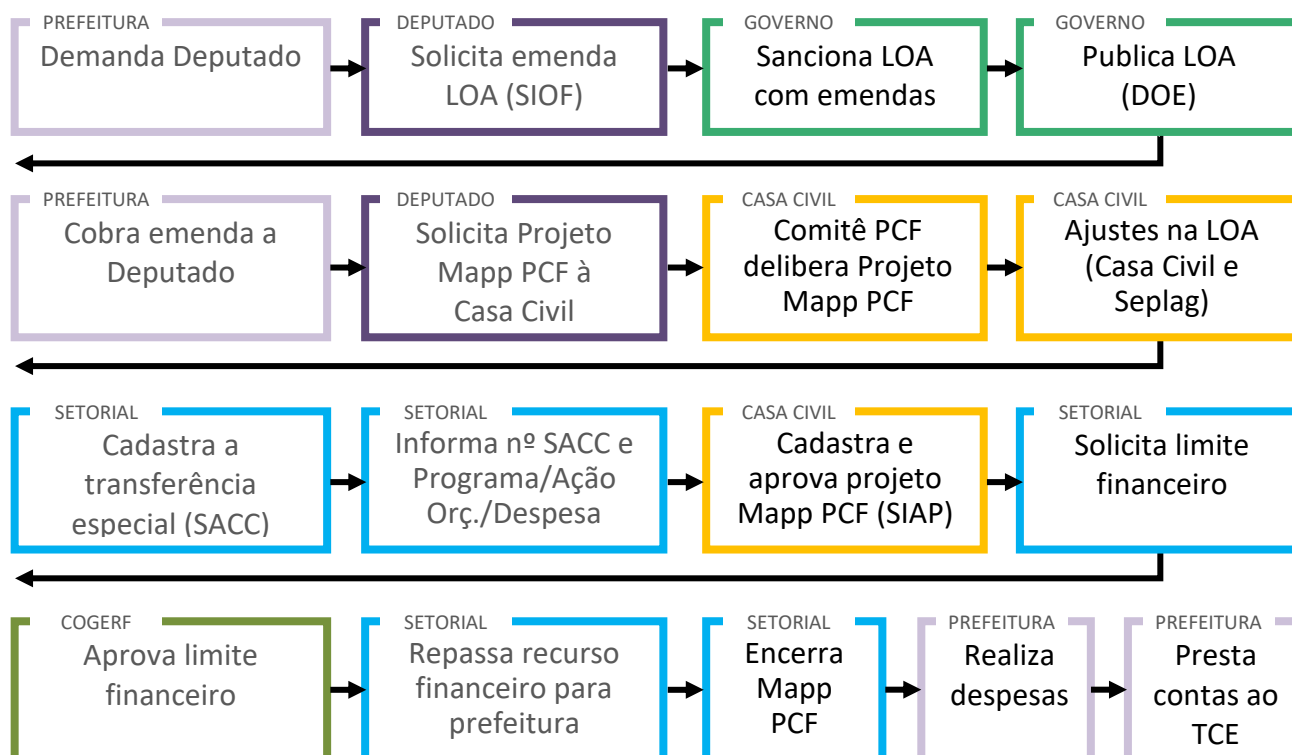 PREFEITURA
Demanda Deputado
DEPUTADO
Solicita emenda
LOA (SIOF)
GOVERNO
Sanciona LOA
com emendas
GOVERNO
Publica LOA
(DOE)
PREFEITURA
Cobra emenda a
Deputado
DEPUTADO
Solicita Projeto
Mapp PCF à
Casa Civil
CASA CIVIL
Comitê PCF
delibera Projeto
Mapp PCF
CASA CIVIL
Ajustes na LOA
(Casa Civil e
Seplag)
SETORIAL
Cadastra a
transferência
especial (SACC)
SETORIAL
Informa nº SACC e
Programa/Ação
Orç./Despesa
CASA CIVIL
Cadastra e
aprova projeto
Mapp PCF (SIAP)
SETORIAL
Solicita limite
financeiro
COGERF
Aprova limite
financeiro
SETORIAL
Repassa recurso
financeiro para
prefeitura
SETORIAL
Encerra
Mapp
PCF
PREFEITURA
Realiza
despesas
PREFEITURA
Presta
contas ao
TCE